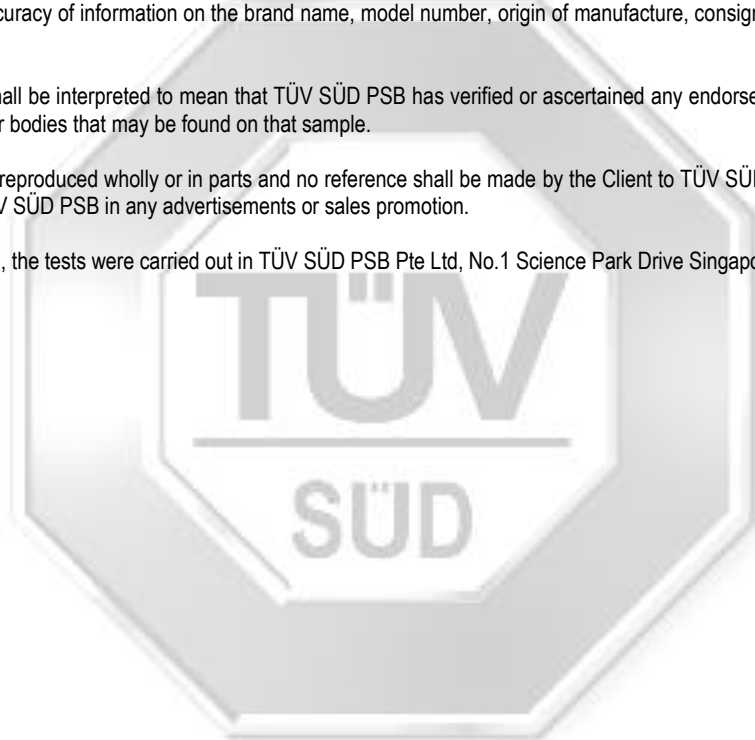 curacy of information on the brand name, model number, origin of manufacture, consign
all be interpreted to mean that TÜV SÜD PSB has verified or ascertained any endorse
r bodies that may be found on that sample.
reproduced wholly or in parts and no reference shall be made by the Client to TÜV SÜ
V SÜD PSB in any advertisements or sales promotion.
, the tests were carried out in TÜV SÜD PSB Pte Ltd, No.1 Science Park Drive Singapo
TÜV
SÜD